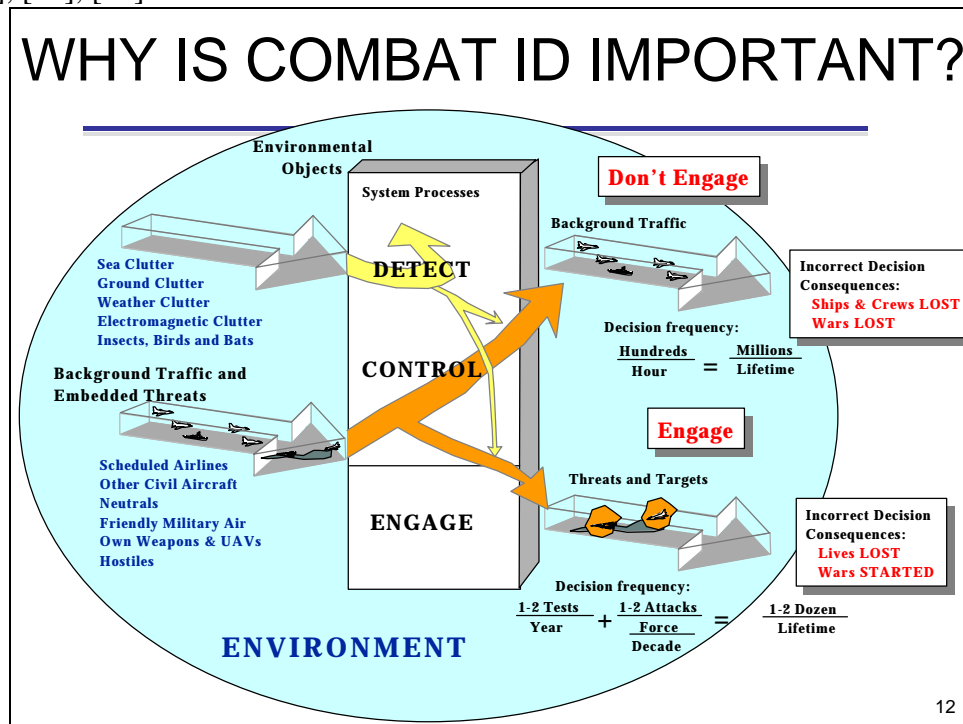 WHY IS COMBAT ID IMPORTANT?
Environmental
Objects
System Processes
DETECT
CONTROL
ENGAGE
Sea Clutter
Ground Clutter
Weather Clutter
Electromagnetic Clutter
Insects, Birds and Bats
Background Traffic and
Embedded Threats
Scheduled Airlines
Other Civil Aircraft
Neutrals
Friendly Military Air
Own Weapons & UAVs
Hostiles
ENVIRONMENT
Don't Engage
Background Traffic
Decision frequency:
Hundreds
Hour
=
Millions
Lifetime
Incorrect Decision
Consequences:
Ships & Crews LOST
Wars LOST
Engage
Threats and Targets
Decision frequency:
1-2 Tests
Year
+
1-2 Attacks
Force
Decade
=
1-2 Dozen
Lifetime
Incorrect Decision
Consequences:
Lives LOST
Wars STARTED
12